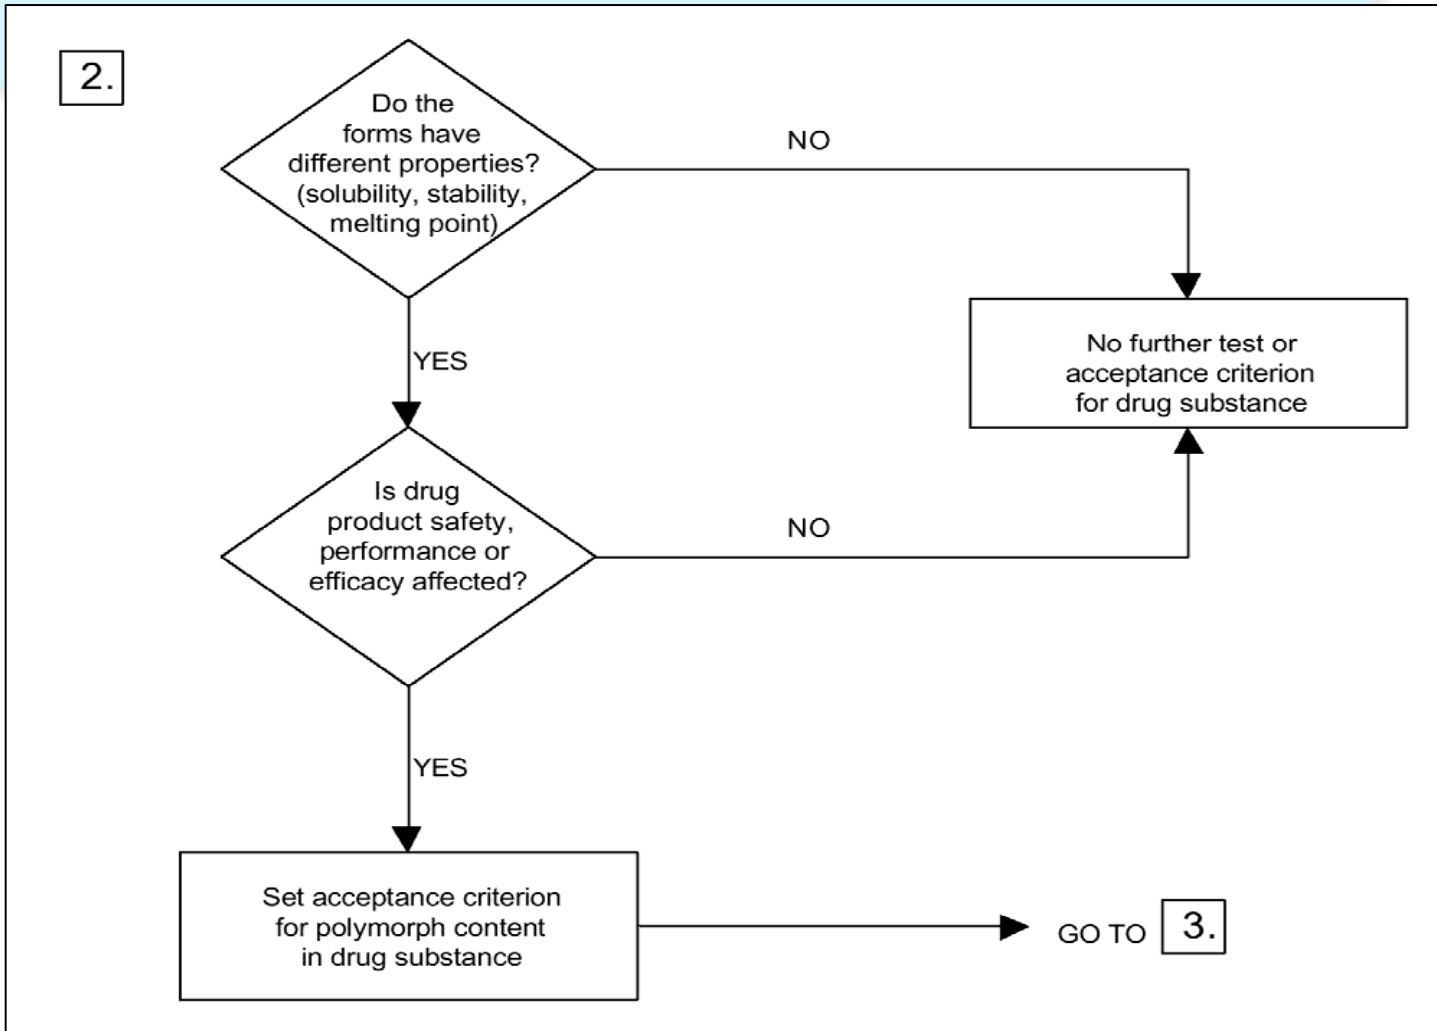 2.
Do the
forms have
different properties?
(solubility, stability,
melting point)
NO
YES
No further test or
acceptance criterion
for drug substance
Is drug
product safety,
performance or
efficacy affected?
NO
YES
Set acceptance criterion
for polymorph content
in drug substance
GO TO 3.